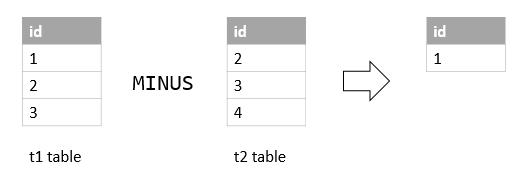 id id id
1 2 1
2 MINUS 3
3 4
t1 table t2 table